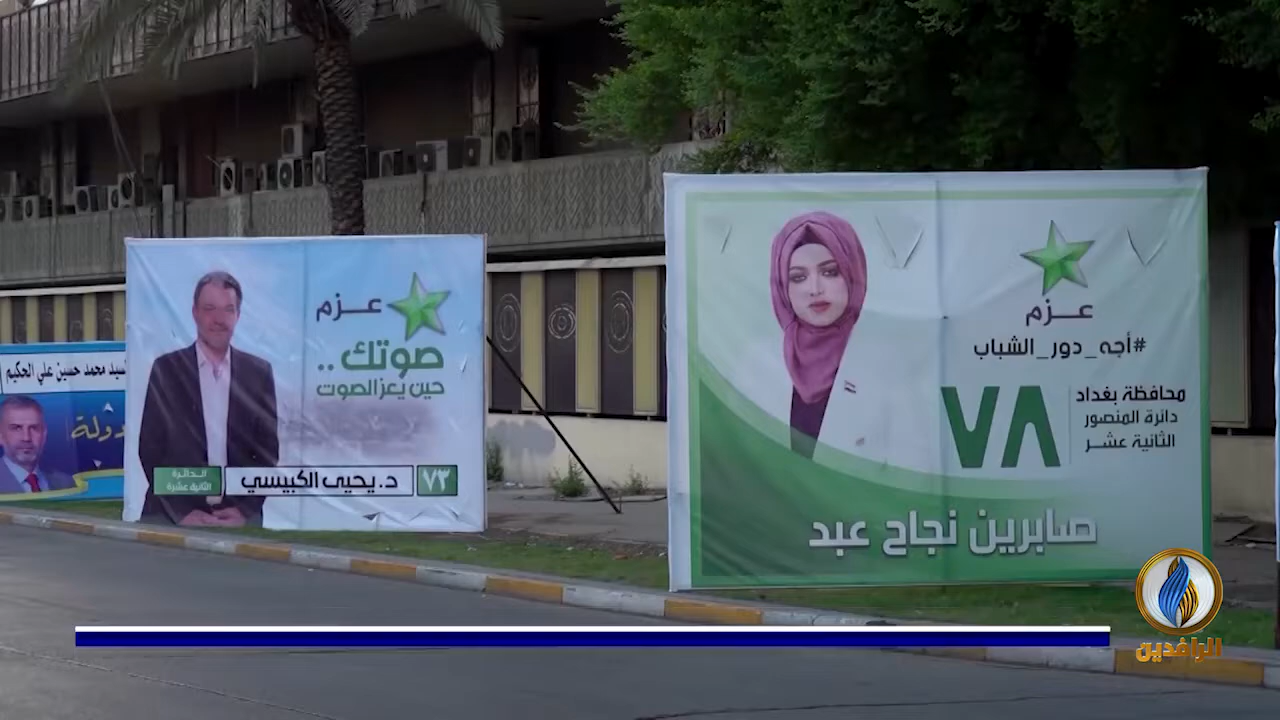 عزم
#أجه_دور_الشباب
٧٨
محافظة بغداد
دائرة المنصور
الثانية عشر
صابرين نجاح عبد
عزم
صوتك ..
حين يعز الصوت
٧٣
د.يحيى الكبيسي
الدائرة
الثانية عشرة
السيد محمد حسين علي الحكيم
دولة
الرافدين